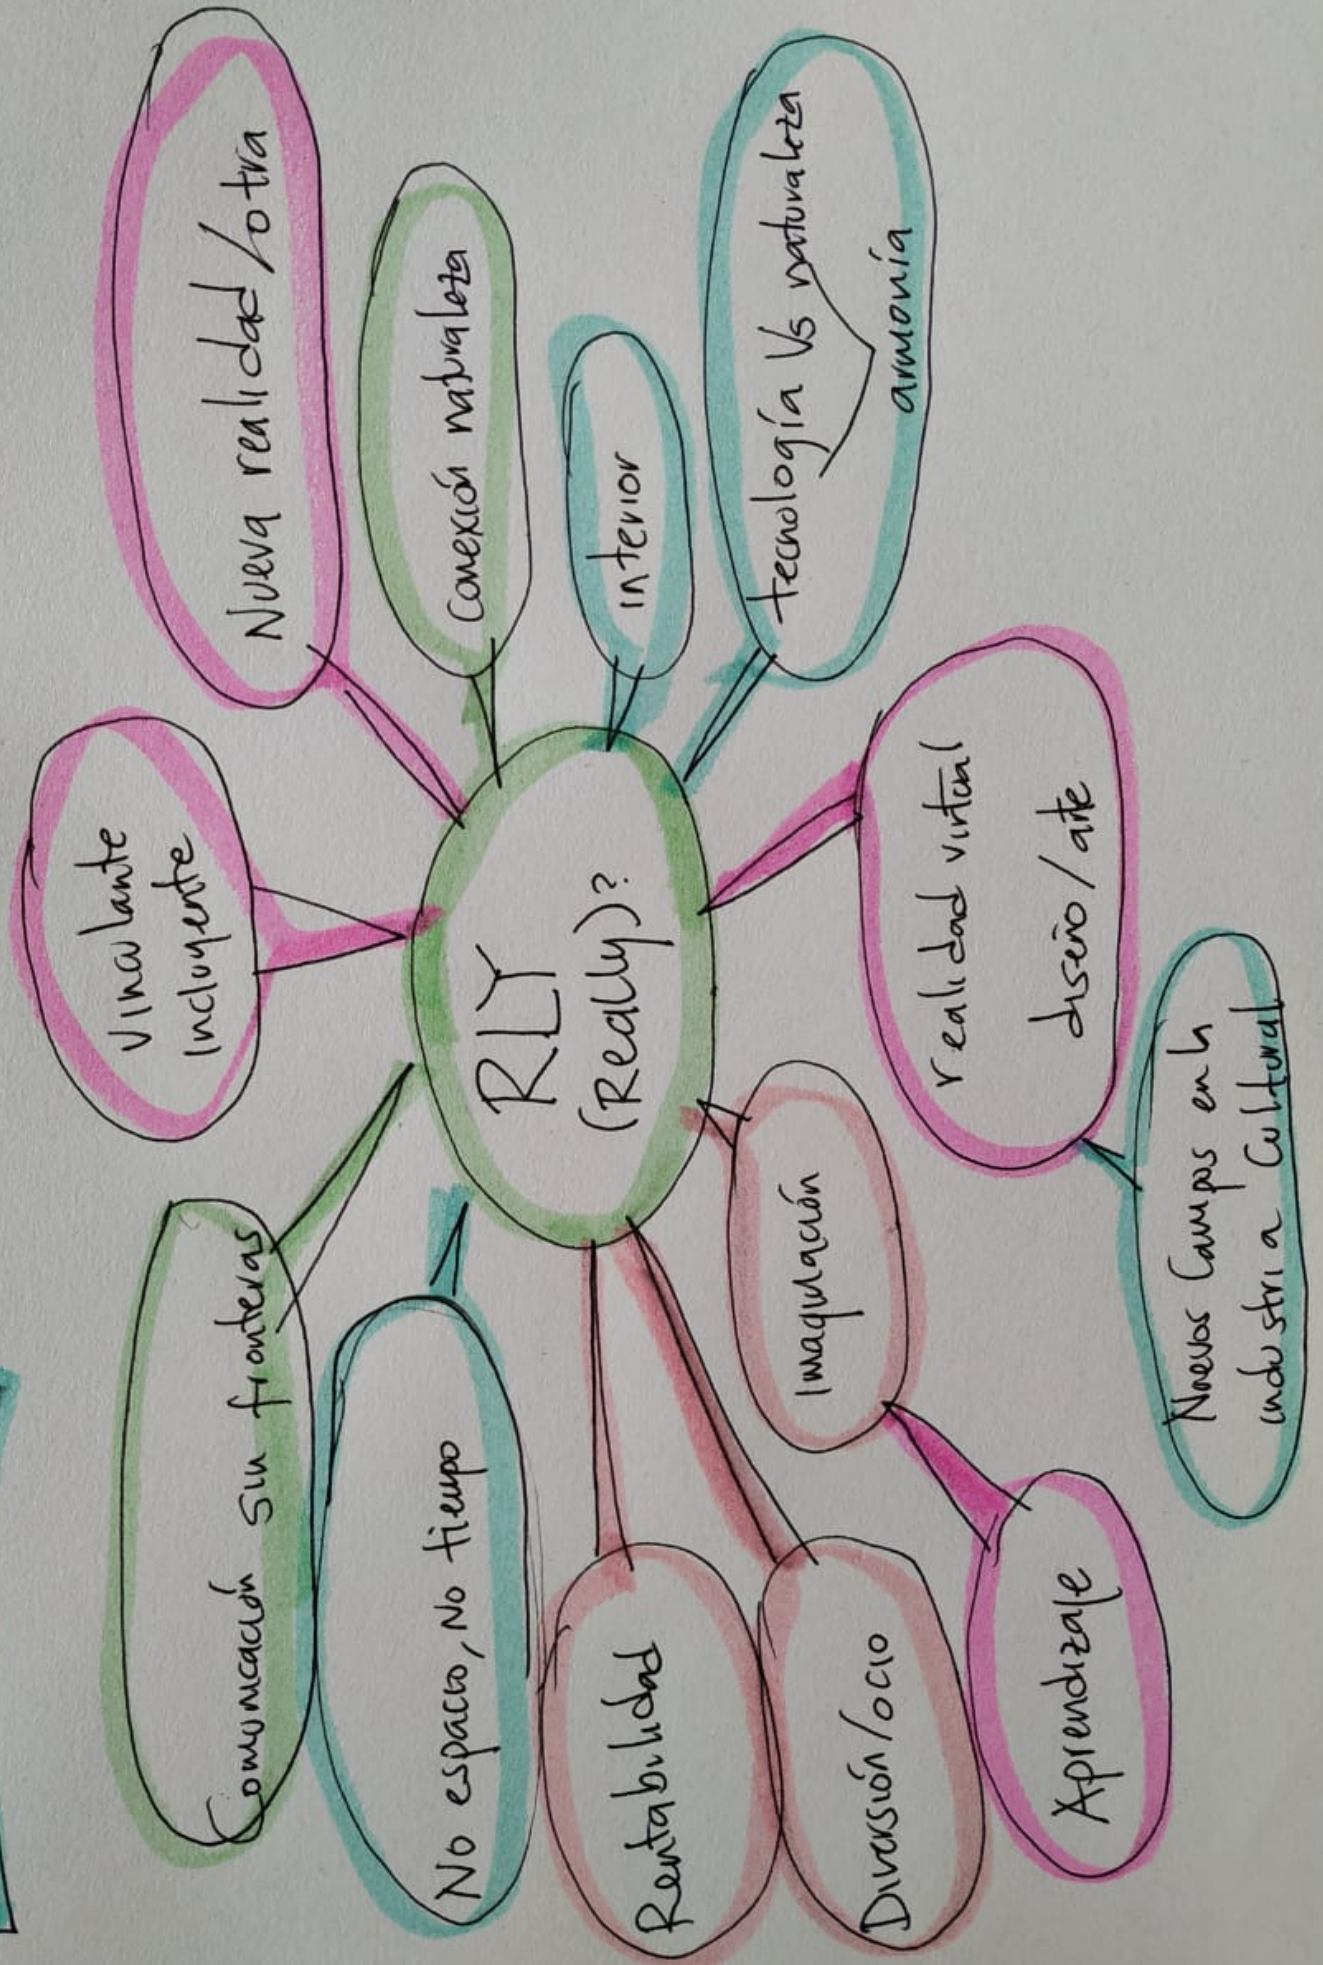 Vinculante
incluyente
Nueva realidad/otra
Comunicación sin fronteras
Conexión naturaleza
No espacio, No tiempo
RLY
(Really)?
interior
Rentabilidad
tecnología Vs naturaleza
armonía
Diversión/ocio
Imaginación
realidad virtual
diseño/arte
Aprendizaje
Nuevos Campos en la
industria Cultural